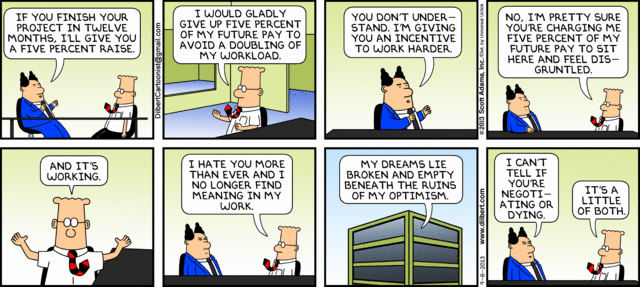 IF YOU FINISH YOUR
PROJECT IN TWELVE
MONTHS, I'LL GIVE YOU
A FIVE PERCENT RAISE.
I WOULD GLADLY
GIVE UP FIVE PERCENT
OF MY FUTURE PAY TO
AVOID A DOUBLING OF
MY WORKLOAD.
DilbertCartoonist@gmail.com
YOU DON'T UNDER-
STAND. I'M GIVING
YOU AN INCENTIVE
TO WORK HARDER.
NO, I'M PRETTY SURE
YOU'RE CHARGING ME
FIVE PERCENT OF MY
FUTURE PAY TO SIT
HERE AND FEEL DIS-
GRUNTLED.
©2013 Scott Adams, Inc. /Dist. by Universal Uclick
AND IT'S
WORKING.
I HATE YOU MORE
THAN EVER AND I
NO LONGER FIND
MEANING IN MY
WORK.
MY DREAMS LIE
BROKEN AND EMPTY
BENEATH THE RUINS
OF MY OPTIMISM.
9-8-2013 www.dilbert.com
I CAN'T
TELL IF
YOU'RE
NEGOTI-
ATING OR
DYING.
IT'S A
LITTLE
OF BOTH.